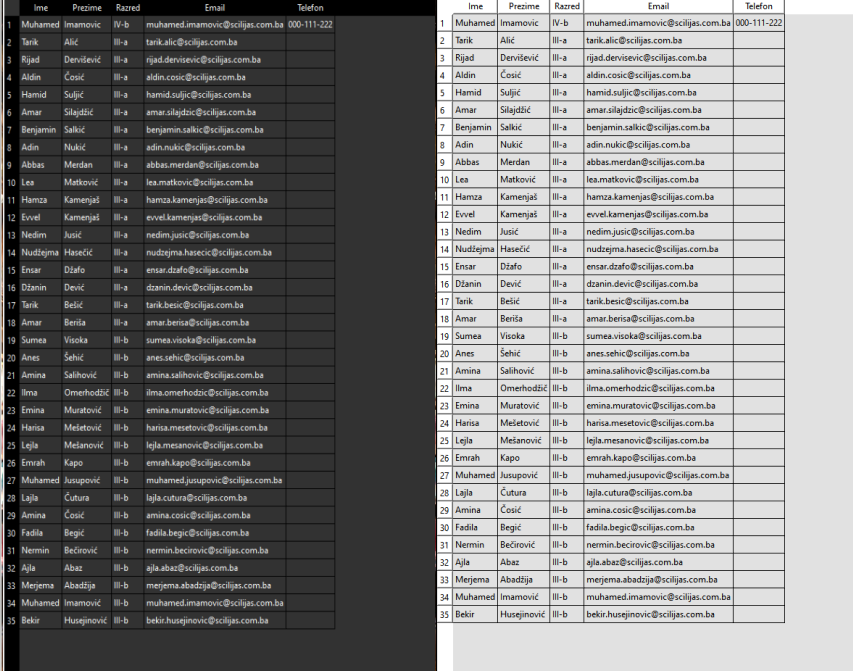 Ime Prezime Razred Email Telefon
1 Muhamed Imamovic IV-b muhamed.imamovic@scilijas.com.ba 000-111-222
2 Tarik Alić III-a tarik.alic@scilijas.com.ba
3 Rijad Dervišević III-a rijad.dervisevic@scilijas.com.ba
4 Aldin Ćosić III-a aldin.cosic@scilijas.com.ba
5 Hamid Suljić III-a hamid.suljic@scilijas.com.ba
6 Amar Silajdžić III-a amar.silajdzic@scilijas.com.ba
7 Benjamin Salkić III-a benjamin.salkic@scilijas.com.ba
8 Adin Nukić III-a adin.nukic@scilijas.com.ba
9 Abbas Merdan III-a abbas.merdan@scilijas.com.ba
10 Lea Matković III-a lea.matkovic@scilijas.com.ba
11 Hamza Kamenjaš III-a hamza.kamenjas@scilijas.com.ba
12 Evvel Kamenjaš III-a evvel.kamenjas@scilijas.com.ba
13 Nedim Jusić III-a nedim.jusic@scilijas.com.ba
14 Nudžejma Hasečić III-a nudzejma.hasecic@scilijas.com.ba
15 Ensar Džafo III-a ensar.dzafo@scilijas.com.ba
16 Džanin Dević III-a dzanin.devic@scilijas.com.ba
17 Tarik Bešić III-a tarik.besic@scilijas.com.ba
18 Amar Beriša III-a amar.berisa@scilijas.com.ba
19 Sumea Visoka III-b sumea.visoka@scilijas.com.ba
20 Anes Šehić III-b anes.sehic@scilijas.com.ba
21 Amina Salihović III-b amina.salihovic@scilijas.com.ba
22 Ilma Omerhodžić III-b ilma.omerhodzic@scilijas.com.ba
23 Emina Muratović III-b emina.muratovic@scilijas.com.ba
24 Harisa Mešetović III-b harisa.mesetovic@scilijas.com.ba
25 Lejla Mešanović III-b lejla.mesanovic@scilijas.com.ba
26 Emrah Kapo III-b emrah.kapo@scilijas.com.ba
27 Muhamed Jusupović III-b muhamed.jusupovic@scilijas.com.ba
28 Lajla Čutura III-b lajla.cutura@scilijas.com.ba
29 Amina Ćosić III-b amina.cosic@scilijas.com.ba
30 Fadila Begić III-b fadila.begic@scilijas.com.ba
31 Nermin Bečirović III-b nermin.becirovic@scilijas.com.ba
32 Ajla Abaz III-b ajla.abaz@scilijas.com.ba
33 Merjema Abadžija III-b merjema.abadzija@scilijas.com.ba
34 Muhamed Imamović III-b muhamed.imamovic@scilijas.com.ba
35 Bekir Husejinović III-b bekir.husejinovic@scilijas.com.ba
Ime Prezime Razred Email Telefon
1 Muhamed Imamovic IV-b muhamed.imamovic@scilijas.com.ba 000-111-222
2 Tarik Alić III-a tarik.alic@scilijas.com.ba
3 Rijad Dervišević III-a rijad.dervisevic@scilijas.com.ba
4 Aldin Ćosić III-a aldin.cosic@scilijas.com.ba
5 Hamid Suljić III-a hamid.suljic@scilijas.com.ba
6 Amar Silajdžić III-a amar.silajdzic@scilijas.com.ba
7 Benjamin Salkić III-a benjamin.salkic@scilijas.com.ba
8 Adin Nukić III-a adin.nukic@scilijas.com.ba
9 Abbas Merdan III-a abbas.merdan@scilijas.com.ba
10 Lea Matković III-a lea.matkovic@scilijas.com.ba
11 Hamza Kamenjaš III-a hamza.kamenjas@scilijas.com.ba
12 Evvel Kamenjaš III-a evvel.kamenjas@scilijas.com.ba
13 Nedim Jusić III-a nedim.jusic@scilijas.com.ba
14 Nudžejma Hasečić III-a nudzejma.hasecic@scilijas.com.ba
15 Ensar Džafo III-a ensar.dzafo@scilijas.com.ba
16 Džanin Dević III-a dzanin.devic@scilijas.com.ba
17 Tarik Bešić III-a tarik.besic@scilijas.com.ba
18 Amar Beriša III-a amar.berisa@scilijas.com.ba
19 Sumea Visoka III-b sumea.visoka@scilijas.com.ba
20 Anes Šehić III-b anes.sehic@scilijas.com.ba
21 Amina Salihović III-b amina.salihovic@scilijas.com.ba
22 Ilma Omerhodžić III-b ilma.omerhodzic@scilijas.com.ba
23 Emina Muratović III-b emina.muratovic@scilijas.com.ba
24 Harisa Mešetović III-b harisa.mesetovic@scilijas.com.ba
25 Lejla Mešanović III-b lejla.mesanovic@scilijas.com.ba
26 Emrah Kapo III-b emrah.kapo@scilijas.com.ba
27 Muhamed Jusupović III-b muhamed.jusupovic@scilijas.com.ba
28 Lajla Čutura III-b lajla.cutura@scilijas.com.ba
29 Amina Ćosić III-b amina.cosic@scilijas.com.ba
30 Fadila Begić III-b fadila.begic@scilijas.com.ba
31 Nermin Bečirović III-b nermin.becirovic@scilijas.com.ba
32 Ajla Abaz III-b ajla.abaz@scilijas.com.ba
33 Merjema Abadžija III-b merjema.abadzija@scilijas.com.ba
34 Muhamed Imamović III-b muhamed.imamovic@scilijas.com.ba
35 Bekir Husejinović III-b bekir.husejinovic@scilijas.com.ba